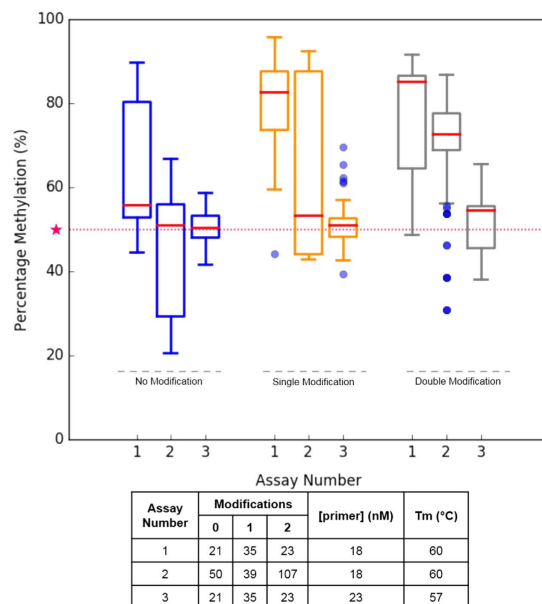 100
80
60
40
20
0
Percentage Methylation (%)
No Modification
Single Modification
Double Modification
1 2 3 1 2 3 1 2 3
Assay Number
Assay Number Modifications [primer] (nM) Tm (°C)
0 1 2
1 21 35 23 18 60
2 50 39 107 18 60
3 21 35 23 23 57